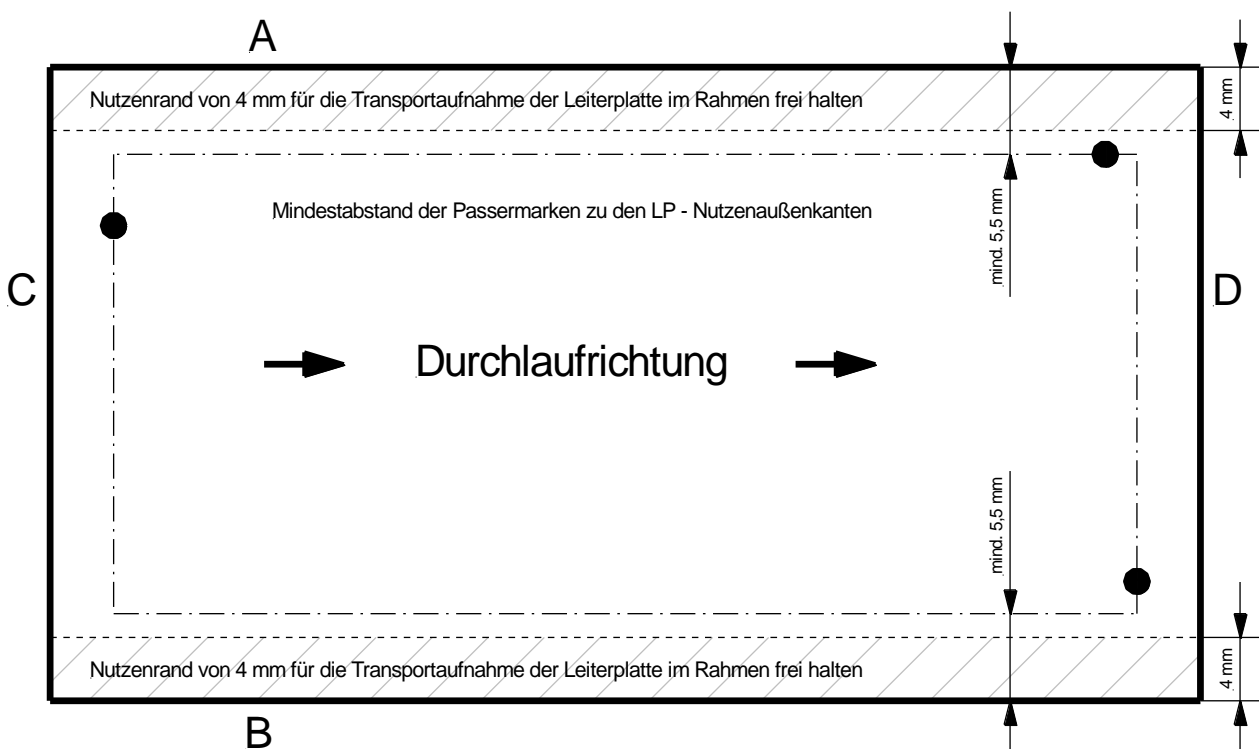 A
Nutzenrand von 4 mm für die Transportaufnahme der Leiterplatte im Rahmen frei halten
4 mm
Mindestabstand der Passermarken zu den LP - Nutzenaußenkanten
mind. 5,5 mm
C
D
Durchlaufrichtung
mind. 5,5 mm
Nutzenrand von 4 mm für die Transportaufnahme der Leiterplatte im Rahmen frei halten
4 mm
B